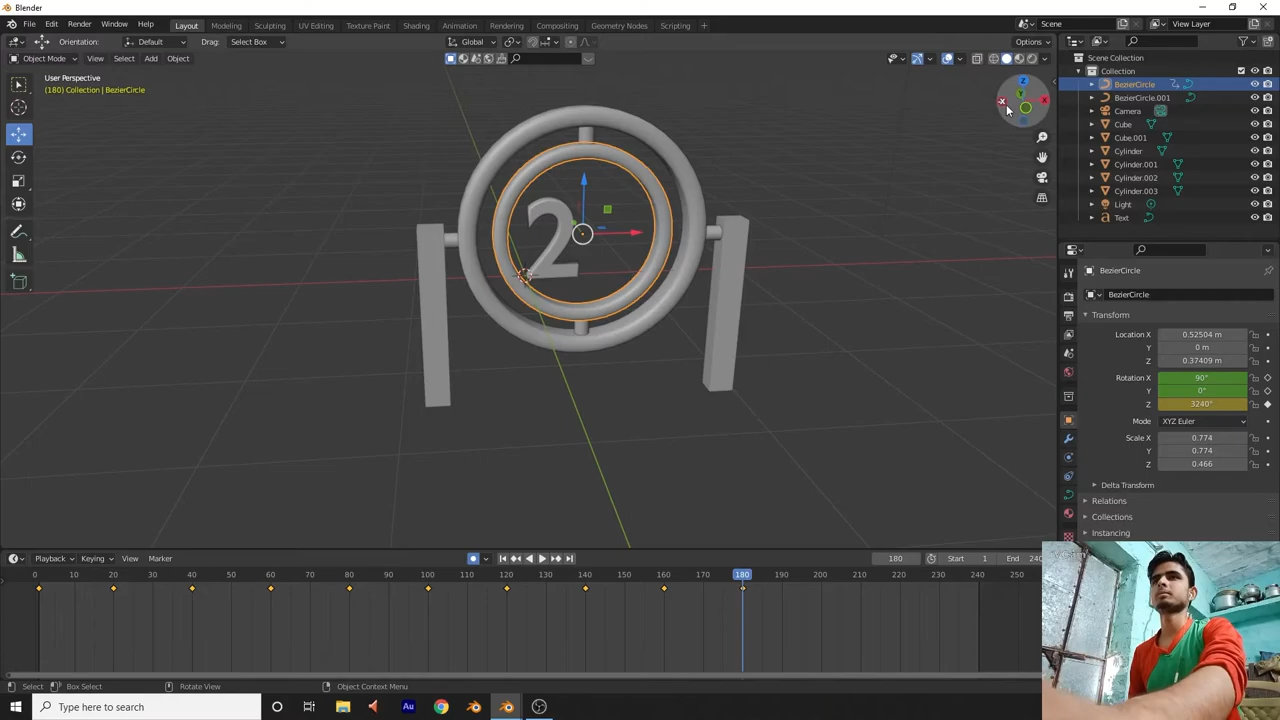 Blender
File Edit Render Window Help Layout Modeling Sculpting UV Editing Texture Paint Shading Animation Rendering Compositing Geometry Nodes Scripting + Scene View Layer
Orientation: Default Drag: Select Box Global Options
Object Mode View Select Add Object
User Perspective
(180) Collection | BezierCircle
Z
Y
X
X
2
Scene Collection
Collection
BezierCircle
BezierCircle.001
Camera
Cube
Cube.001
Cylinder
Cylinder.001
Cylinder.002
Cylinder.003
Light
Text
BezierCircle
BezierCircle
Transform
Location X 0.52504 m
Y 0 m
Z 0.37409 m
Rotation X 90°
Y 0°
Z 3240°
Mode XYZ Euler
Scale X 0.774
Y 0.774
Z 0.466
Delta Transform
Relations
Collections
Instancing
Playback Keying View Marker 180 Start 1 End 240
0 10 20 30 40 50 60 70 80 90 100 110 120 130 140 150 160 170 180 190 200 210 220 230 240 250
Select Box Select Rotate View Object Context Menu
Type here to search
Au